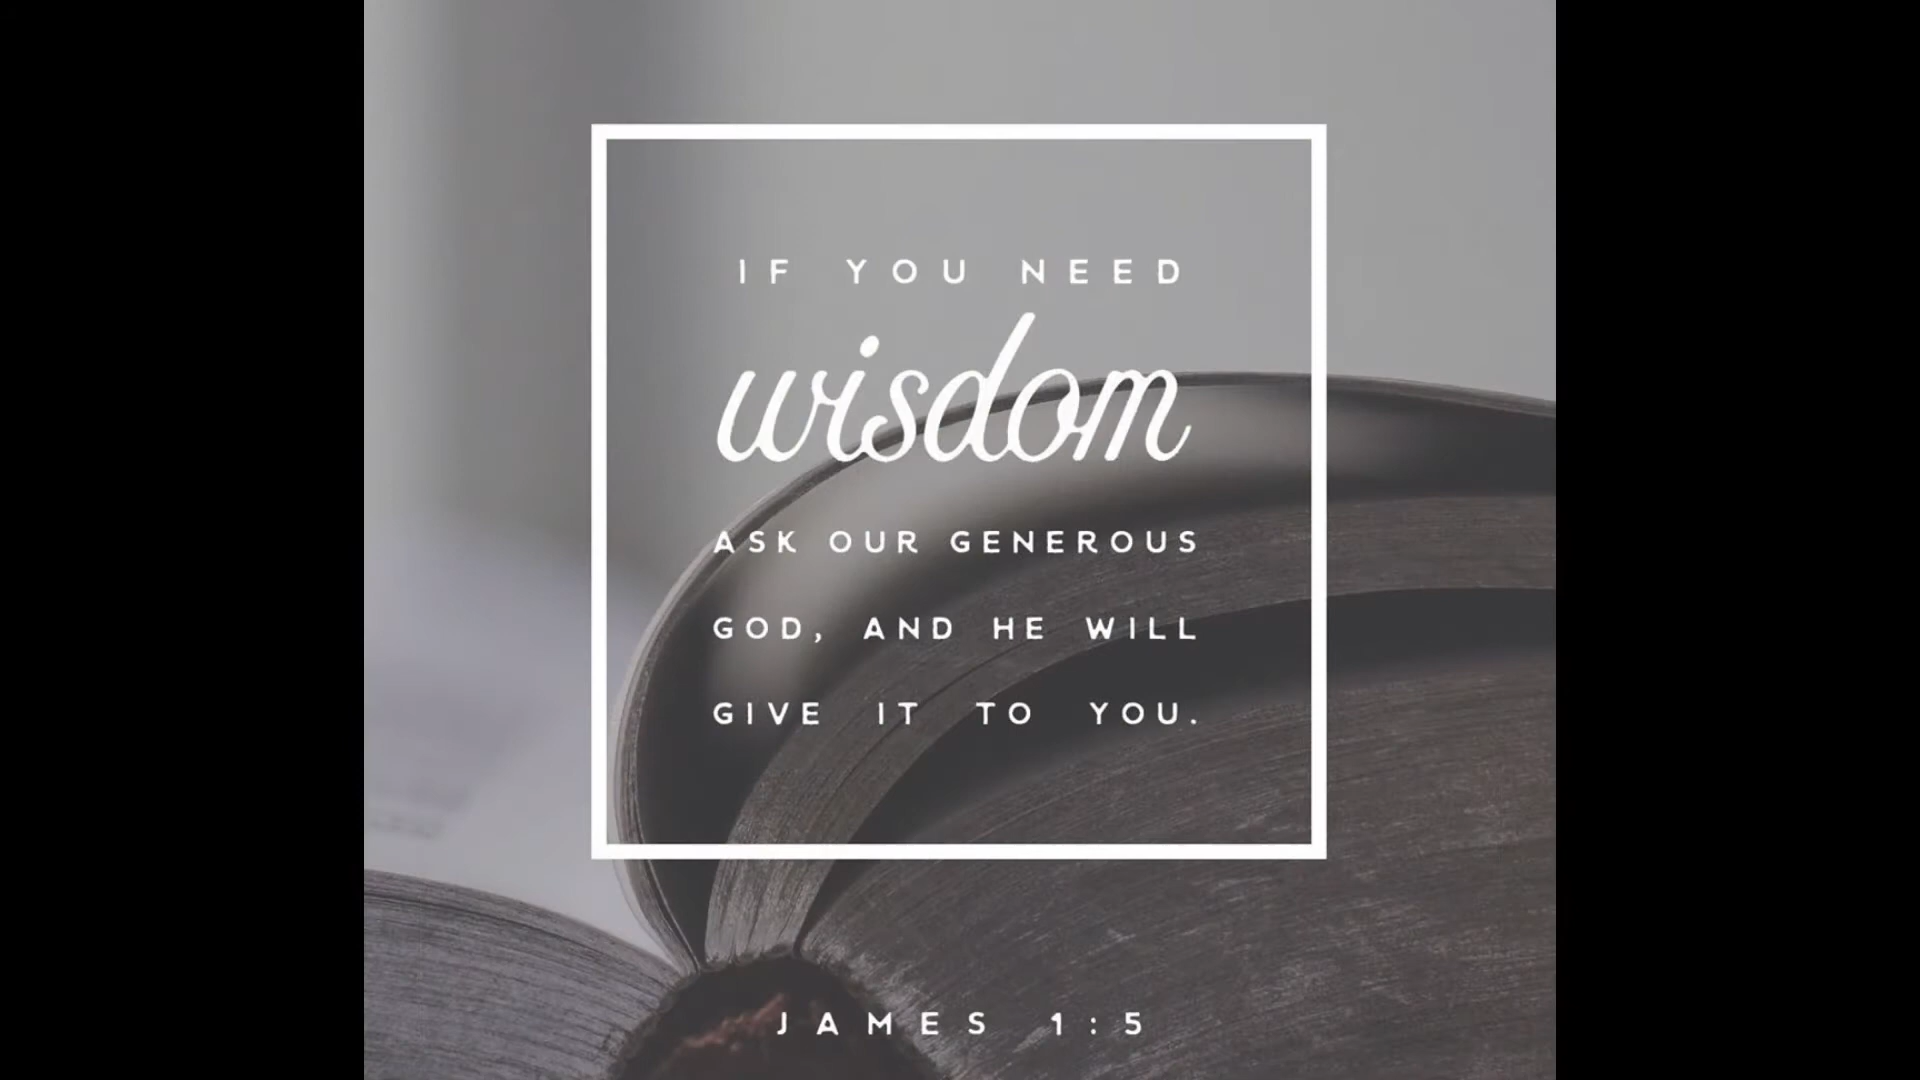 IF YOU NEED
wisdom
ASK OUR GENEROUS
GOD, AND HE WILL
GIVE IT TO YOU.
JAMES 1:5